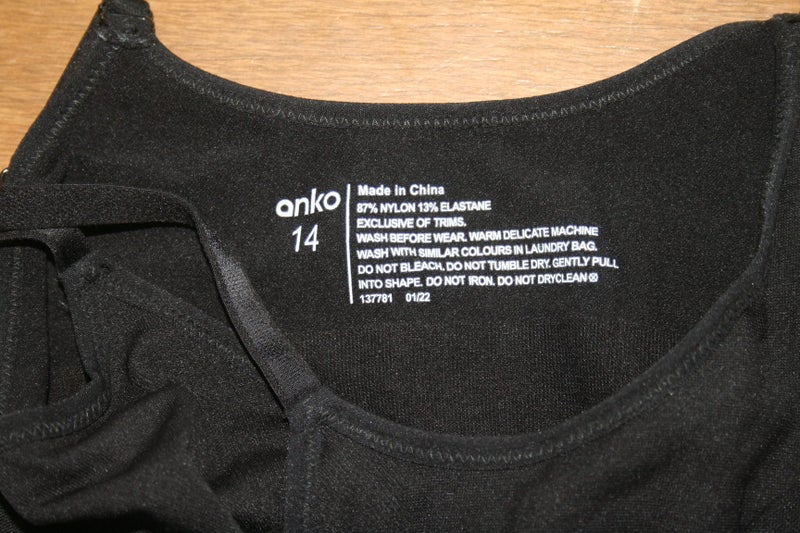 anko
14
Made in China
87% NYLON 13% ELASTANE
EXCLUSIVE OF TRIMS.
WASH BEFORE WEAR. WARM DELICATE MACHINE
WASH WITH SIMILAR COLOURS IN LAUNDRY BAG.
DO NOT BLEACH. DO NOT TUMBLE DRY. GENTLY PULL
INTO SHAPE. DO NOT IRON. DO NOT DRYCLEAN ⓧ
137781 01/22